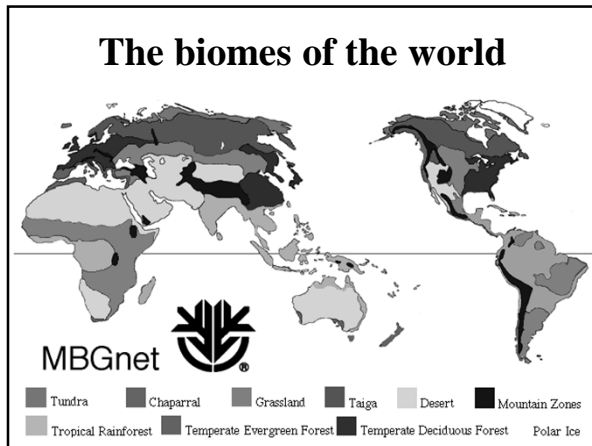 The biomes of the world
MBGnet
®
Tundra Chaparral Grassland Taiga Desert Mountain Zones
Tropical Rainforest Temperate Evergreen Forest Temperate Deciduous Forest Polar Ice